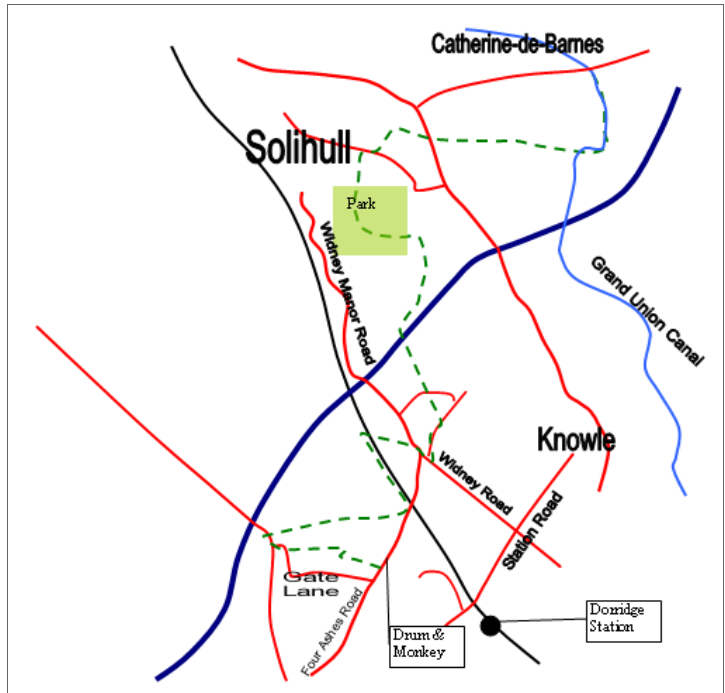 Catherine-de-Barnes
Solihull
Park
Widney Manor Road
Grand Union Canal
Knowle
Widney Road
Station Road
Gate
Lane
Four Ashes Road
Drum &
Monkey
Dorridge
Station